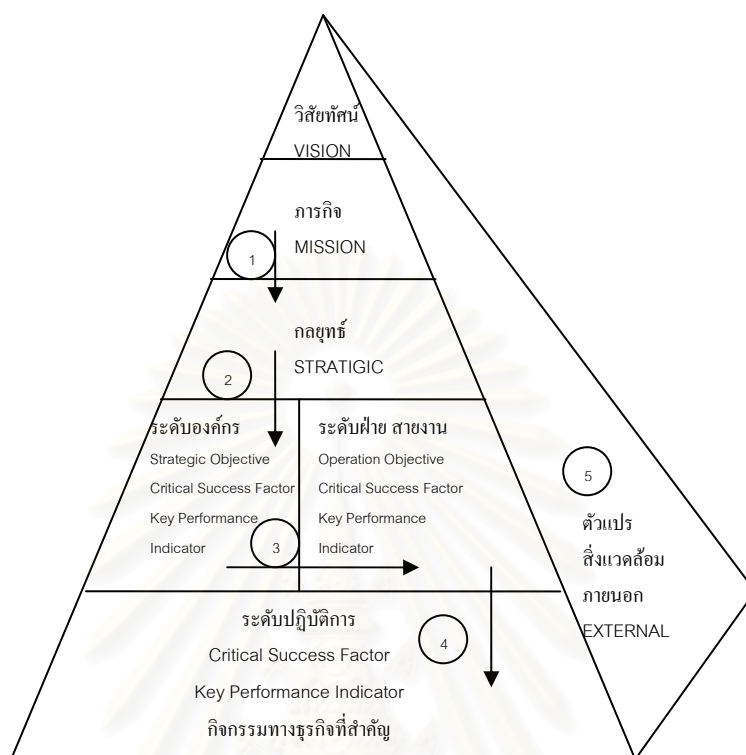 วิสัยทัศน์
VISION
ภารกิจ
MISSION
1
กลยุทธ์
STRATIGIC
2
ระดับองค์กร
Strategic Objective
Critical Success Factor
Key Performance
Indicator
3
ระดับฝ่าย สายงาน
Operation Objective
Critical Success Factor
Key Performance
Indicator
ระดับปฏิบัติการ
Critical Success Factor
Key Performance Indicator
กิจกรรมทางธุรกิจที่สำคัญ
4
5
ตัวแปร
สิ่งแวดล้อม
ภายนอก
EXTERNAL